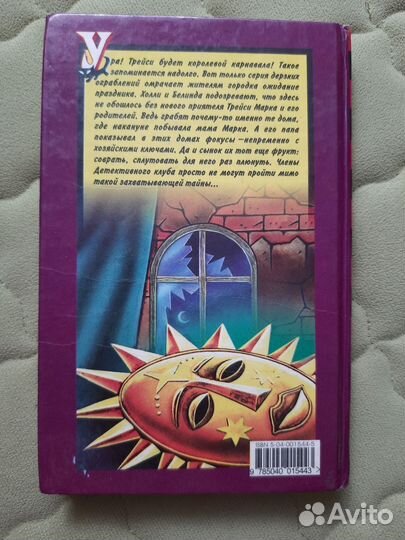 Ура! Трейси будет королевой карнавала! Такое
запоминается надолго. Вот только серия дерзких
ограблений омрачает жителям городка ожидание
праздника. Холли и Белинда подозревают, что здесь
не обошлось без нового приятеля Трейси Марка и его
родителей. Ведь грабят почему-то именно те дома,
где накануне побывала мама Марка. А его папа
показывал в этих домах фокусы – непременно с
хозяйскими ключами. Да и сынок их тот еще фрукт:
соврать, сплутовать для него раз плюнуть. Члены
Детективного клуба просто не могут пройти мимо
такой захватывающей тайны...
ISBN 5-04-001544-5
9 785040 015443 >
Avito